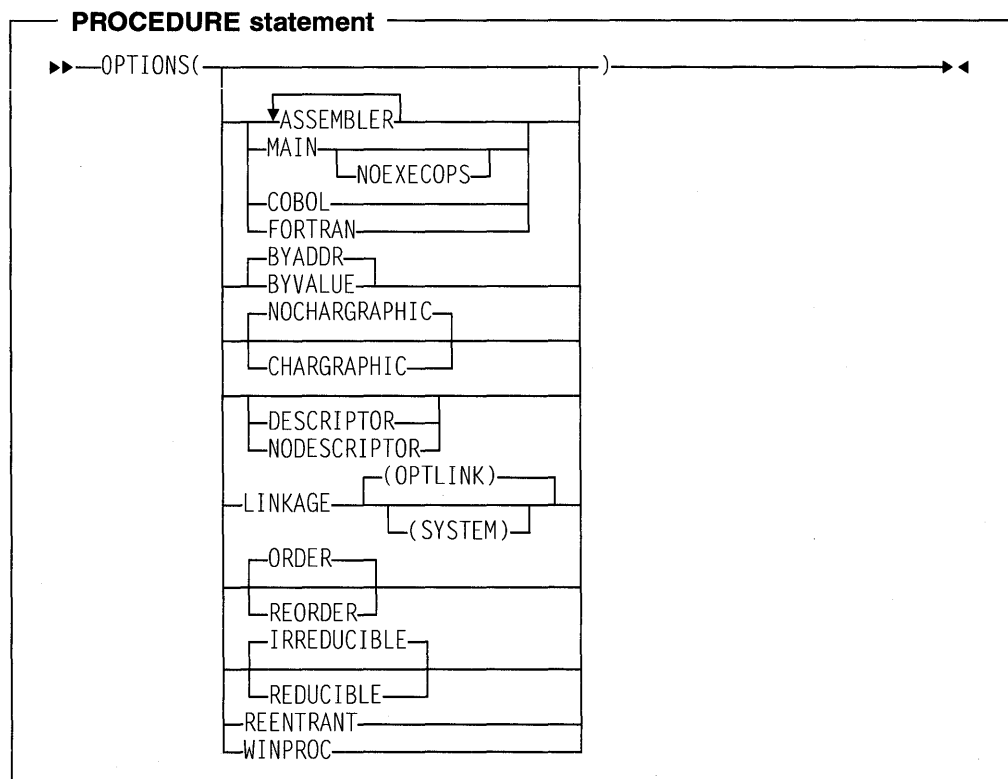 PROCEDURE statement
OPTIONS( )
ASSEMBLER
MAIN
NOEXECOPS
COBOL
FORTRAN
BYADDR
BYVALUE
NOCHARGRAPHIC
CHARGRAPHIC
DESCRIPTOR
NODESCRIPTOR
(OPTLINK)
LINKAGE
(SYSTEM)
ORDER
REORDER
IRREDUCIBLE
REDUCIBLE
REENTRANT
WINPROC